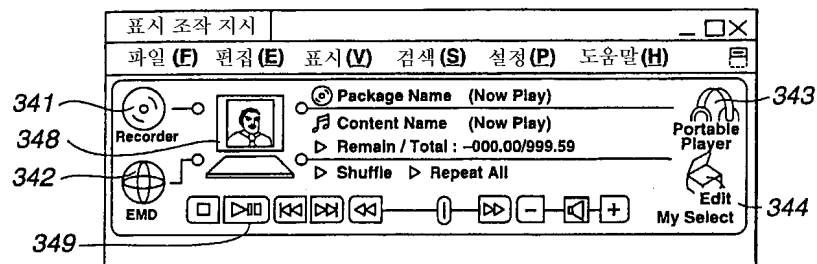 표시 조작 지시
파일 (F) 편집 (E) 표시 (V) 검색 (S) 설정 (P) 도움말 (H)
341
348
342
349
343
344
Recorder
EMD
Package Name (Now Play)
Content Name (Now Play)
Remain / Total : –000.00/999.59
Shuffle Repeat All
Portable
Player
Edit
My Select